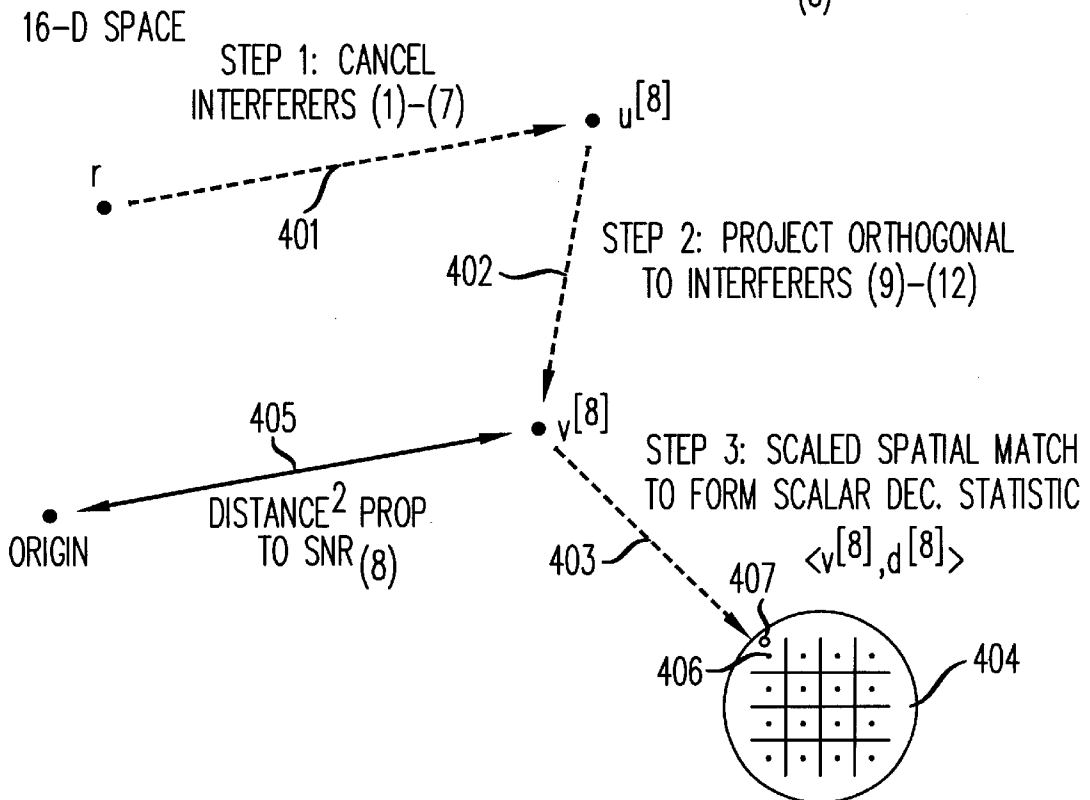 16-D SPACE
STEP 1: CANCEL
INTERFERERS (1)-(7)
u[8]
r
401
STEP 2: PROJECT ORTHOGONAL
TO INTERFERERS (9)-(12)
402
v[8]
405
STEP 3: SCALED SPATIAL MATCH
TO FORM SCALAR DEC. STATISTIC
<v[8],d[8]>
DISTANCE2 PROP
TO SNR(8)
ORIGIN
403
407
406
404